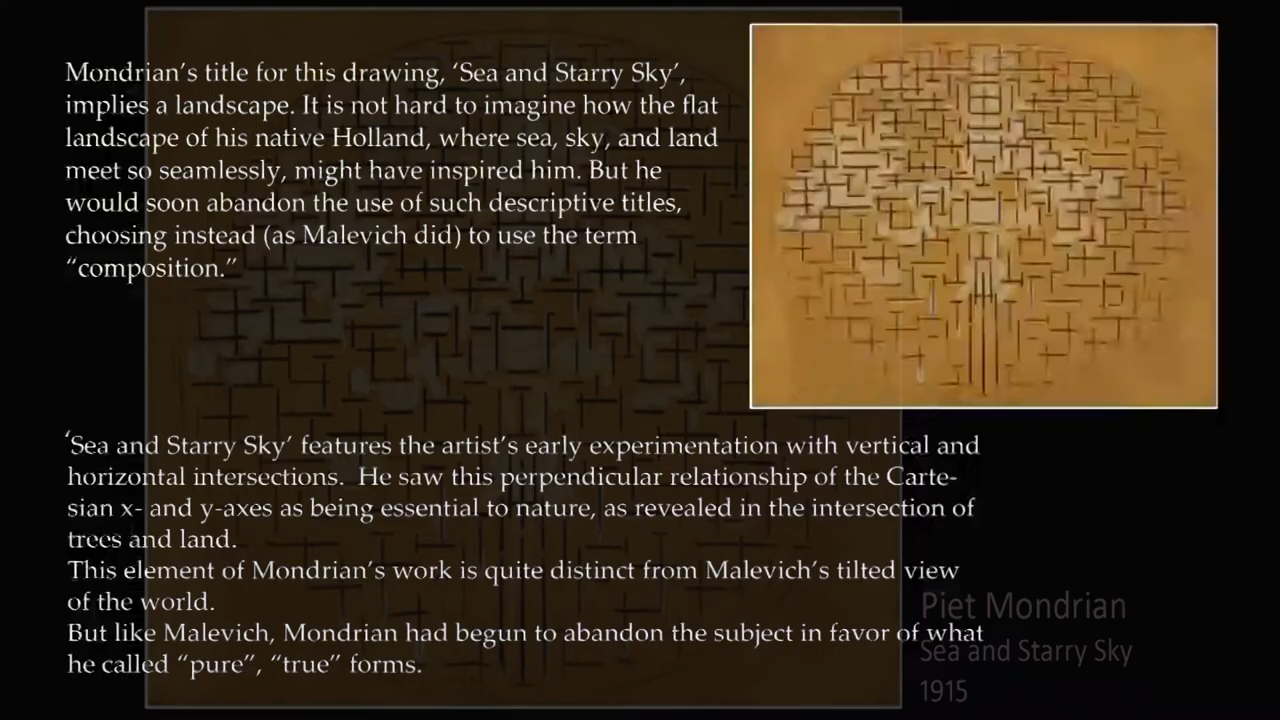 Mondrian’s title for this drawing, ‘Sea and Starry Sky’,
implies a landscape. It is not hard to imagine how the flat
landscape of his native Holland, where sea, sky, and land
meet so seamlessly, might have inspired him. But he
would soon abandon the use of such descriptive titles,
choosing instead (as Malevich did) to use the term
“composition.”
‘Sea and Starry Sky’ features the artist’s early experimentation with vertical and
horizontal intersections.  He saw this perpendicular relationship of the Carte-
sian x- and y-axes as being essential to nature, as revealed in the intersection of
trees and land.
This element of Mondrian’s work is quite distinct from Malevich’s tilted view
of the world.
But like Malevich, Mondrian had begun to abandon the subject in favor of what
he called “pure”, “true” forms.
Piet Mondrian
Sea and Starry Sky
1915